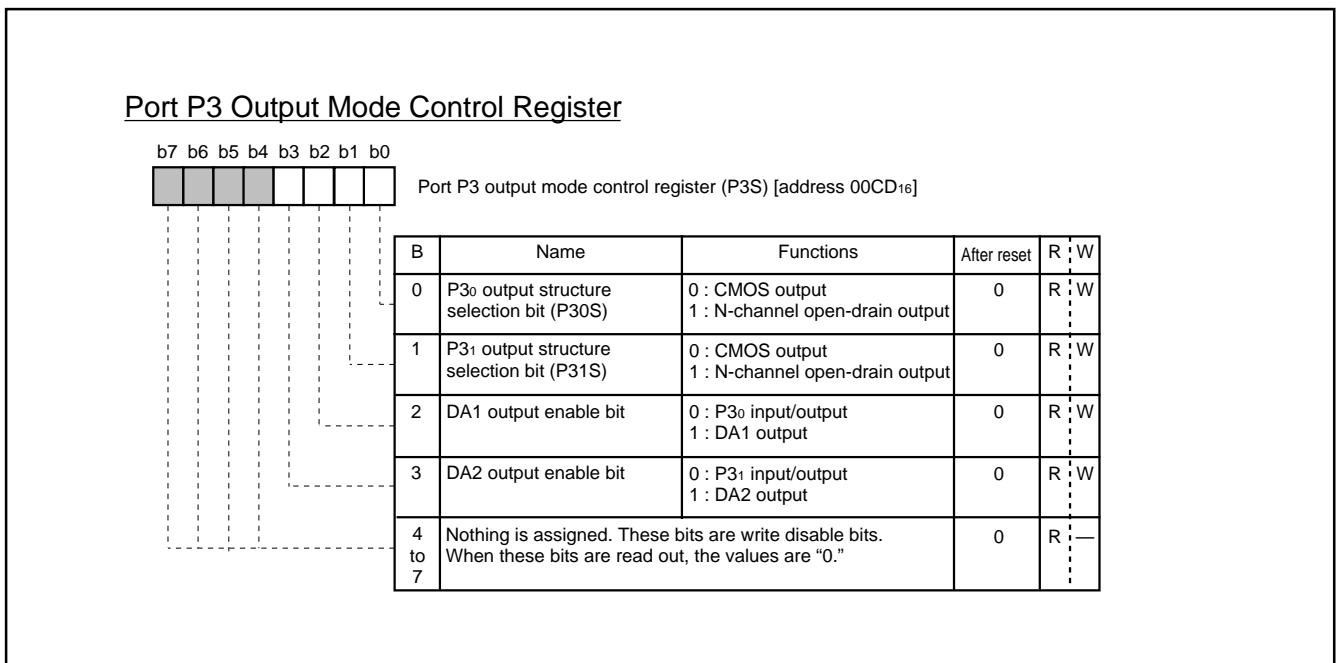 Port P3 Output Mode Control Register
b7 b6 b5 b4 b3 b2 b1 b0
Port P3 output mode control register (P3S) [address 00CD₁₆]
B Name Functions After reset R W
0 P3₀ output structure selection bit (P30S) 0 : CMOS output 0 R W
1 : N-channel open-drain output
1 P3₁ output structure selection bit (P31S) 0 : CMOS output 0 R W
1 : N-channel open-drain output
2 DA1 output enable bit 0 : P3₀ input/output 0 R W
1 : DA1 output
3 DA2 output enable bit 0 : P3₁ input/output 0 R W
1 : DA2 output
4 to 7 Nothing is assigned. These bits are write disable bits. 0 R —
When these bits are read out, the values are “0.”